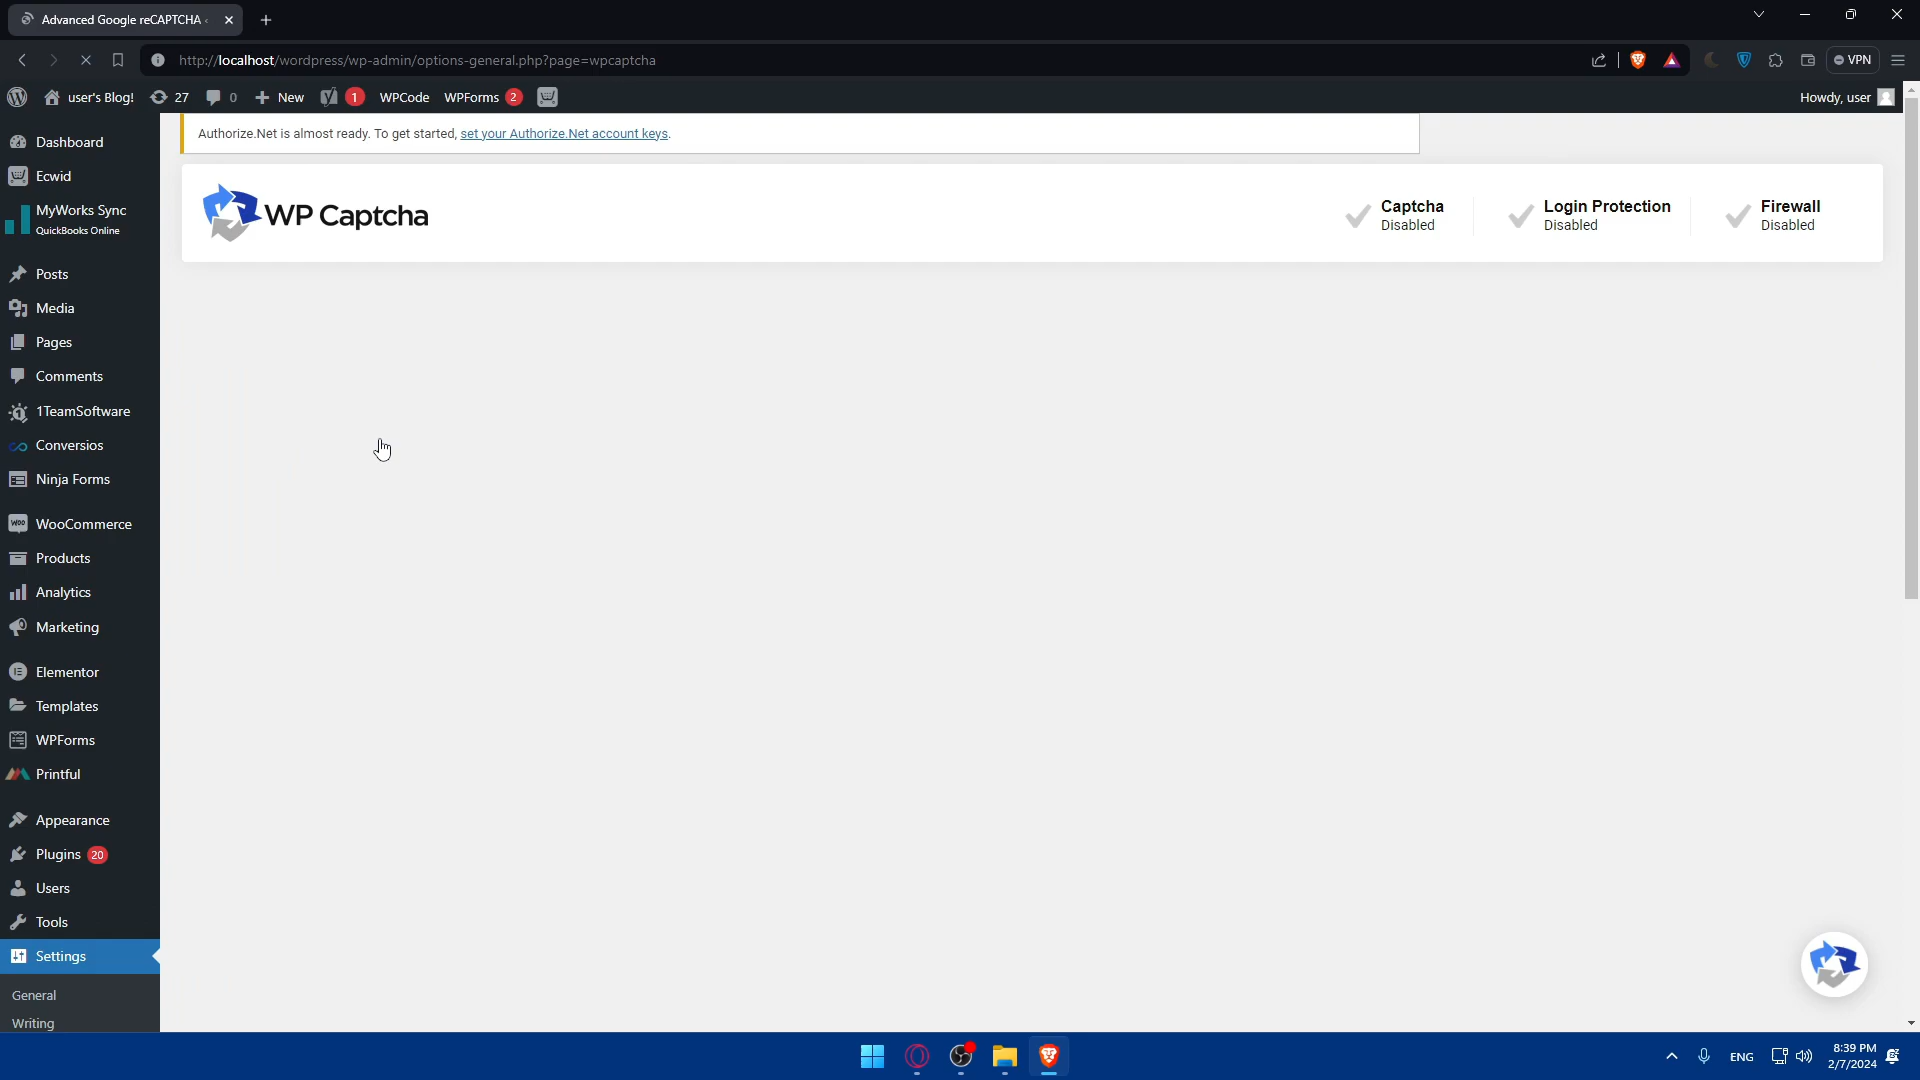 Advanced Google reCAPTCHA
http://localhost/wordpress/wp-admin/options-general.php?page=wpcaptcha
VPN
user's Blog!
27
0
New
1
WPCode
WPForms 2
Howdy, user
Dashboard
Ecwid
MyWorks Sync
QuickBooks Online
Posts
Media
Pages
Comments
1TeamSoftware
Conversios
Ninja Forms
WooCommerce
Products
Analytics
Marketing
Elementor
Templates
WPForms
Printful
Appearance
Plugins 20
Users
Tools
Settings
General
Writing
Authorize.Net is almost ready. To get started, set your Authorize.Net account keys.
WP Captcha
Captcha
Disabled
Login Protection
Disabled
Firewall
Disabled
ENG
8:39 PM
2/7/2024